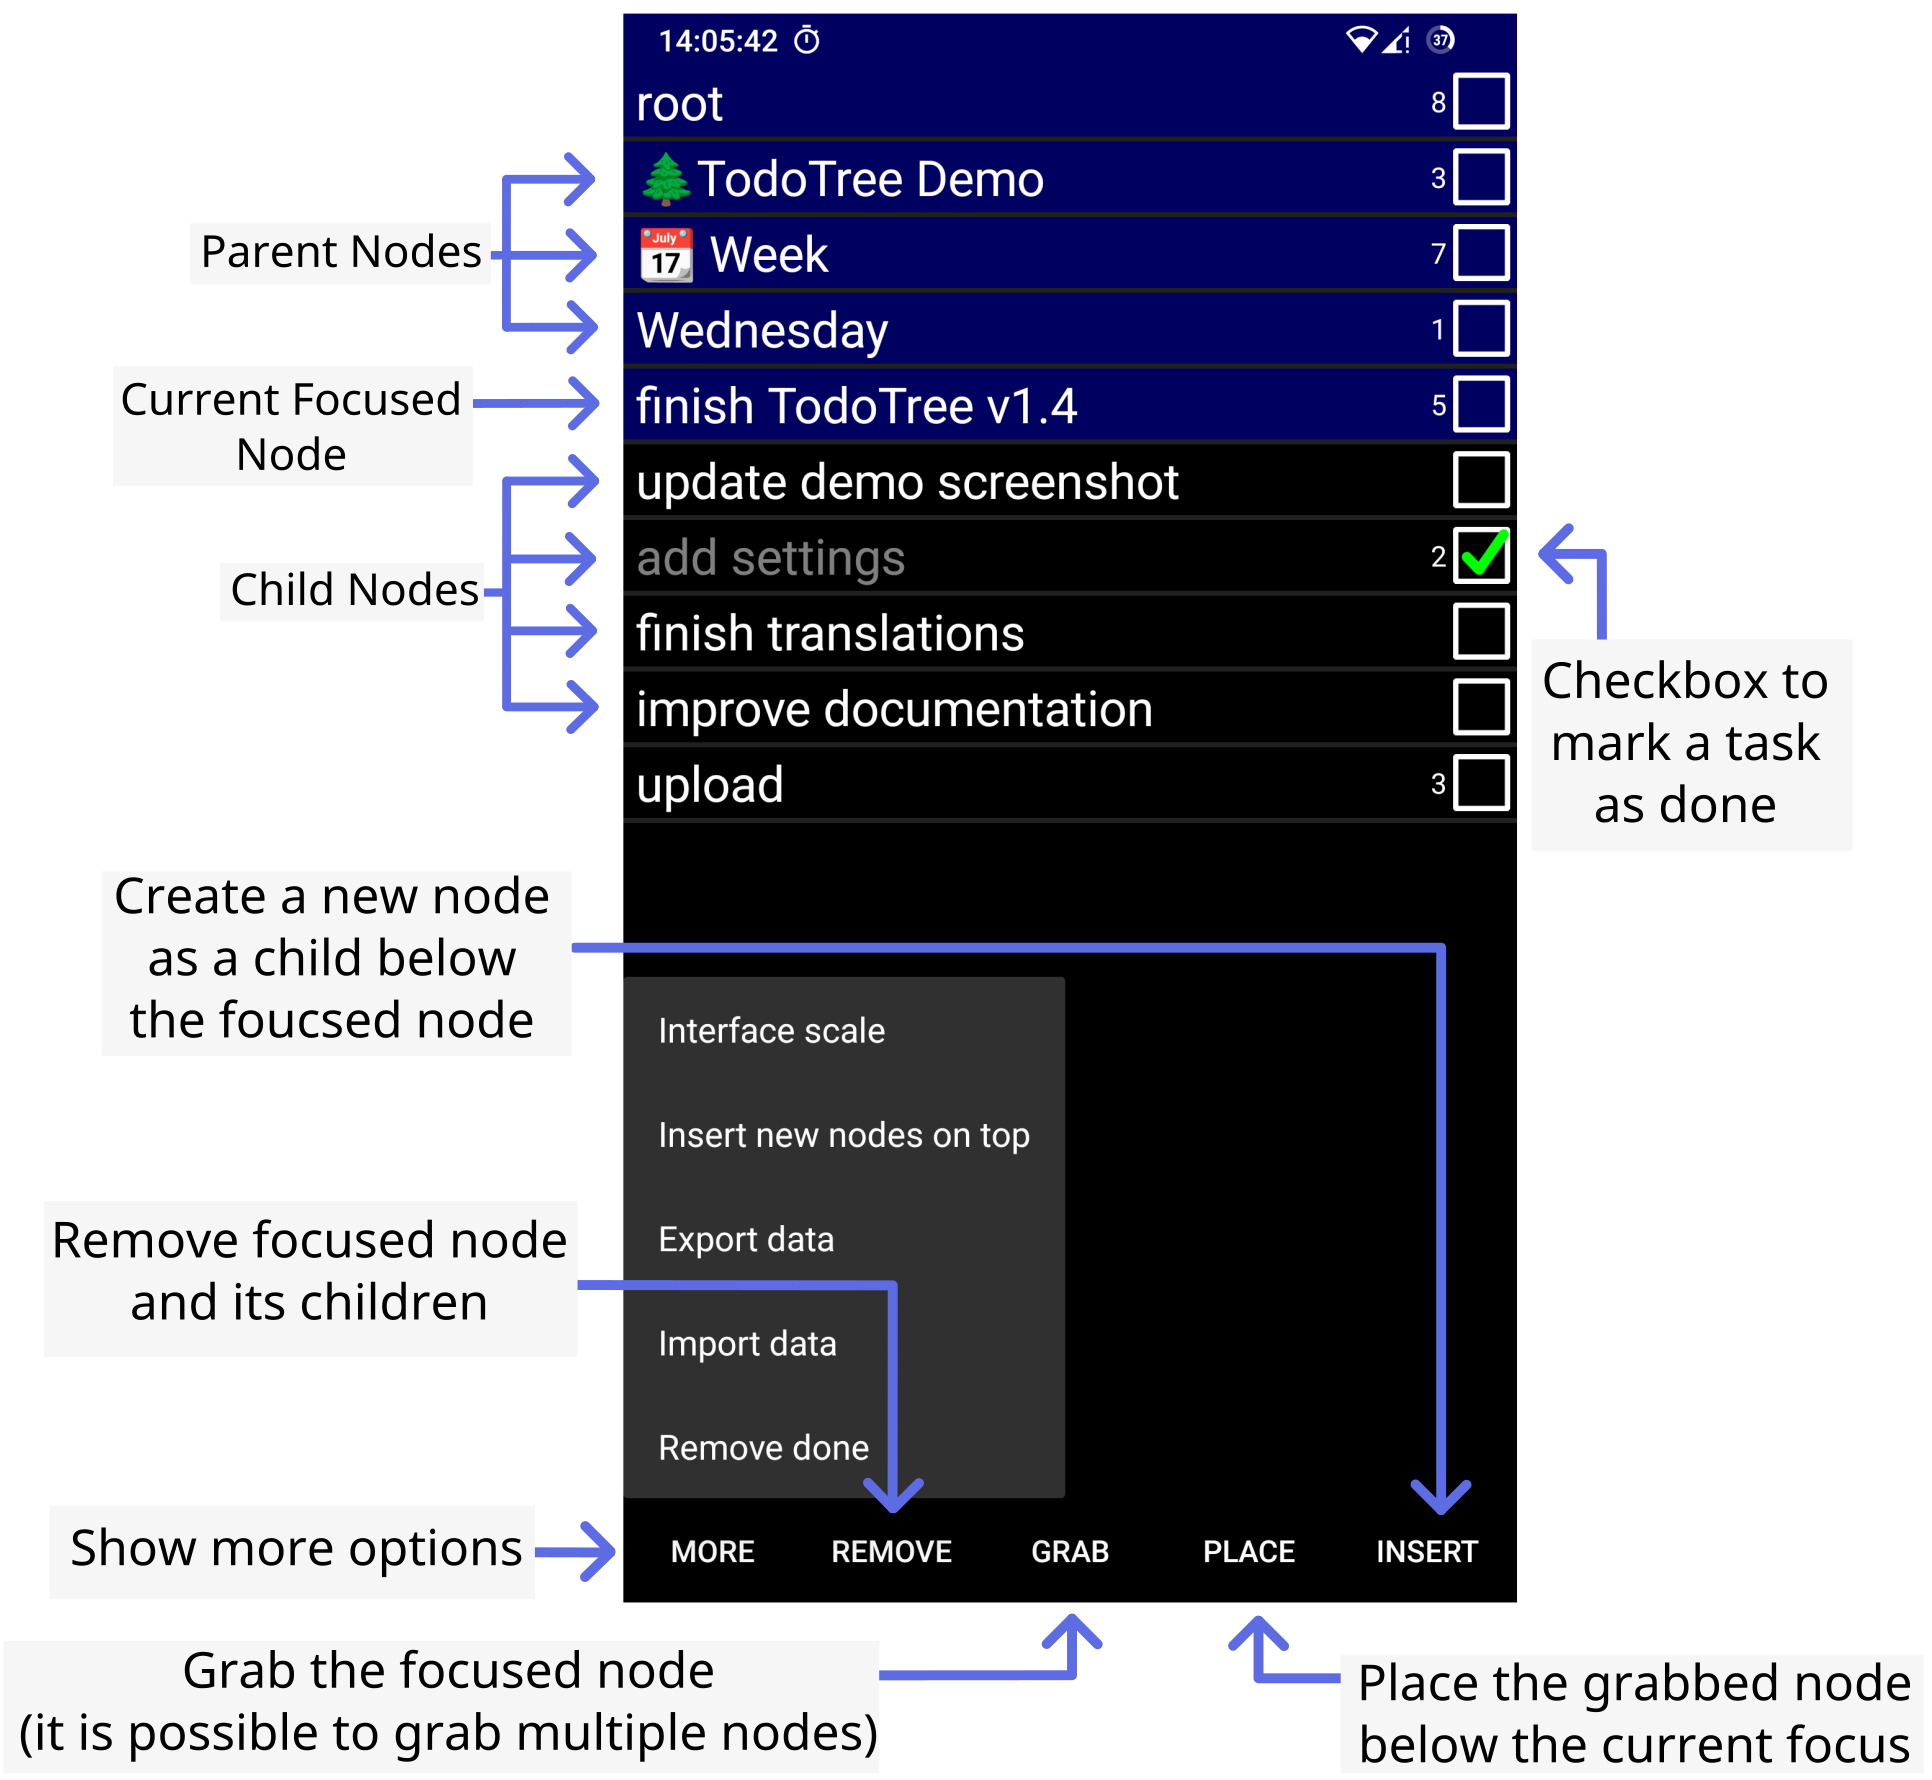 14:05:42
37
root 8
TodoTree Demo 3
July
17
Week 7
Wednesday 1
finish TodoTree v1.4 5
update demo screenshot
add settings 2
finish translations
improve documentation
upload 3
Parent Nodes
Current Focused
Node
Child Nodes
Checkbox to
mark a task
as done
Create a new node
as a child below
the foucsed node
Interface scale
Insert new nodes on top
Export data
Import data
Remove done
Remove focused node
and its children
Show more options
MORE REMOVE GRAB PLACE INSERT
Grab the focused node
(it is possible to grab multiple nodes)
Place the grabbed node
below the current focus